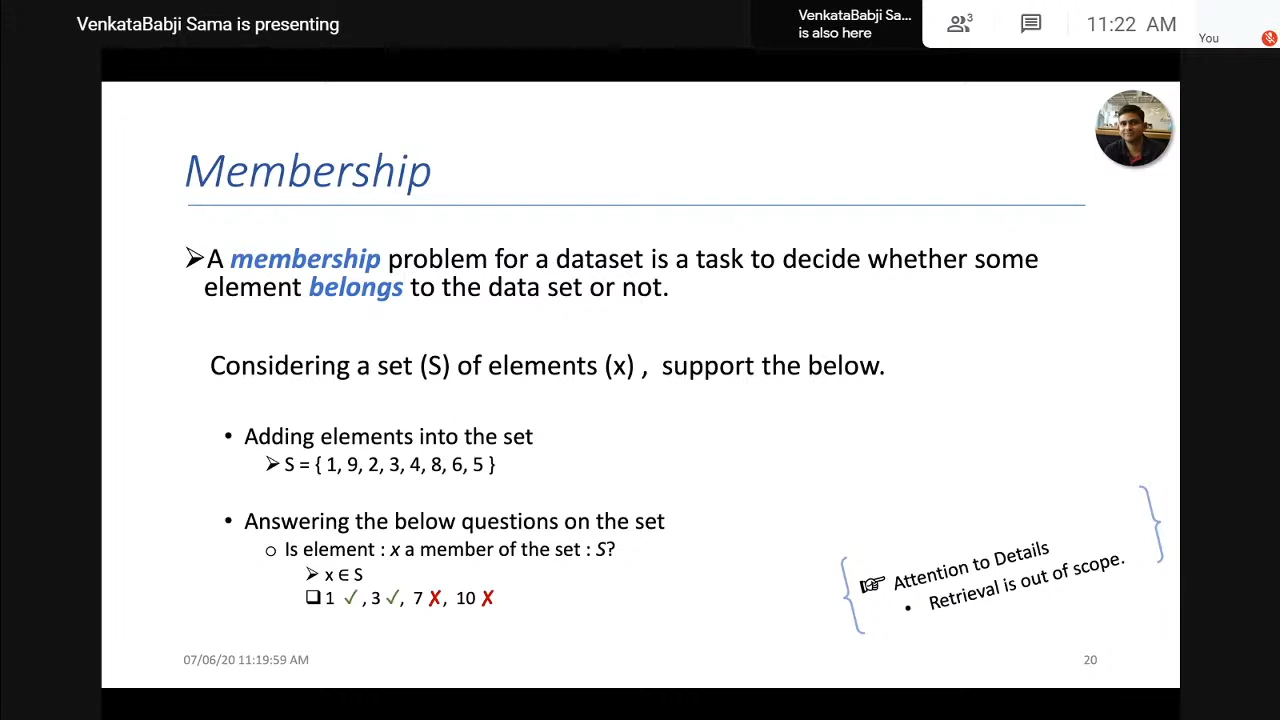 VenkataBabji Sama is presenting
VenkataBabji Sa...
is also here
3
11:22 AM
You
Membership
➢A membership problem for a dataset is a task to decide whether some
element belongs to the data set or not.
Considering a set (S) of elements (x) , support the below.
• Adding elements into the set
➢ S = { 1, 9, 2, 3, 4, 8, 6, 5 }
• Answering the below questions on the set
o Is element : x a member of the set : S?
➢ x ∈ S
❑ 1 ✓ , 3 ✓, 7 ✗, 10 ✗
☞ Attention to Details
• Retrieval is out of scope.
07/06/20 11:19:59 AM
20